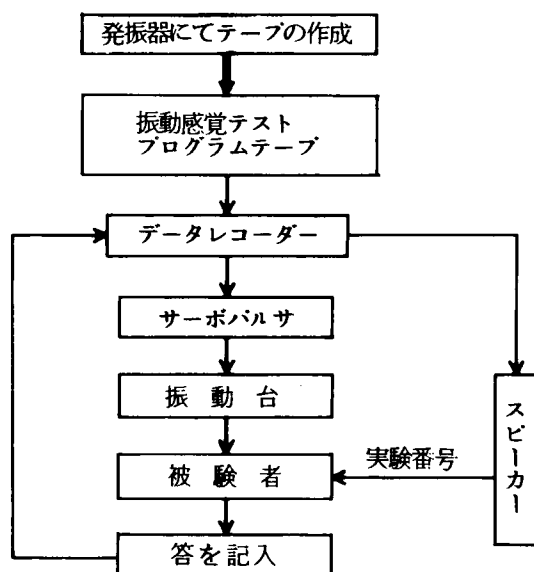 発振器にてテープの作成
振動感覚テスト
プログラムテープ
データレコーダー
サーボパルサ
振動台
スピーカー
実験番号
被験者
答を記入